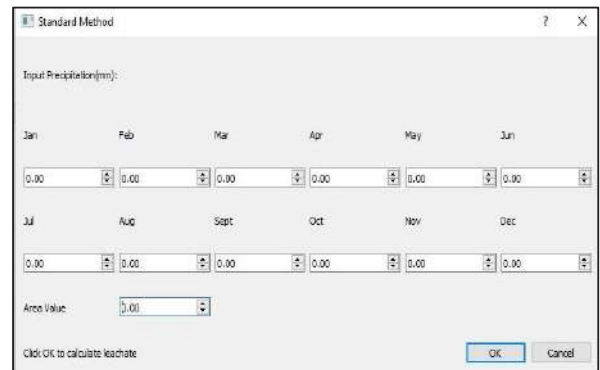 Standard Method ? X
Input Precipitation(mm):
Jan Feb Mar Apr May Jun
0.00 0.00 0.00 0.00 0.00 0.00
Jul Aug Sept Oct Nov Dec
0.00 0.00 0.00 0.00 0.00 0.00
Area Value 0.00
Click OK to calculate leachate OK Cancel